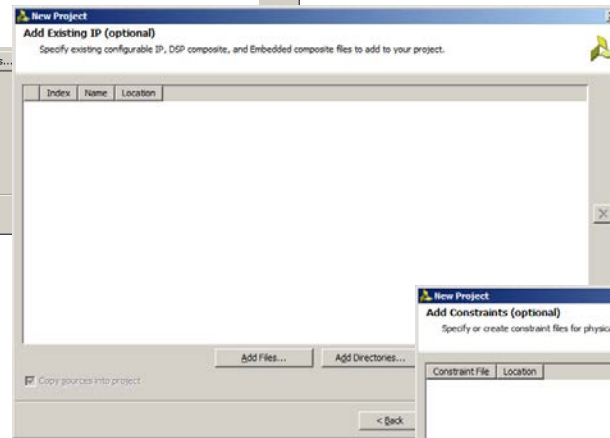 New Project
Add Existing IP (optional)
Specify existing configurable IP, DSP composite, and Embedded composite files to add to your project.
s...
Index Name Location
New Project
Add Constraints (optional)
Specify or create constraint files for physica
Add Files... Add Directories...
Constraint File Location
Copy sources into project
< Back